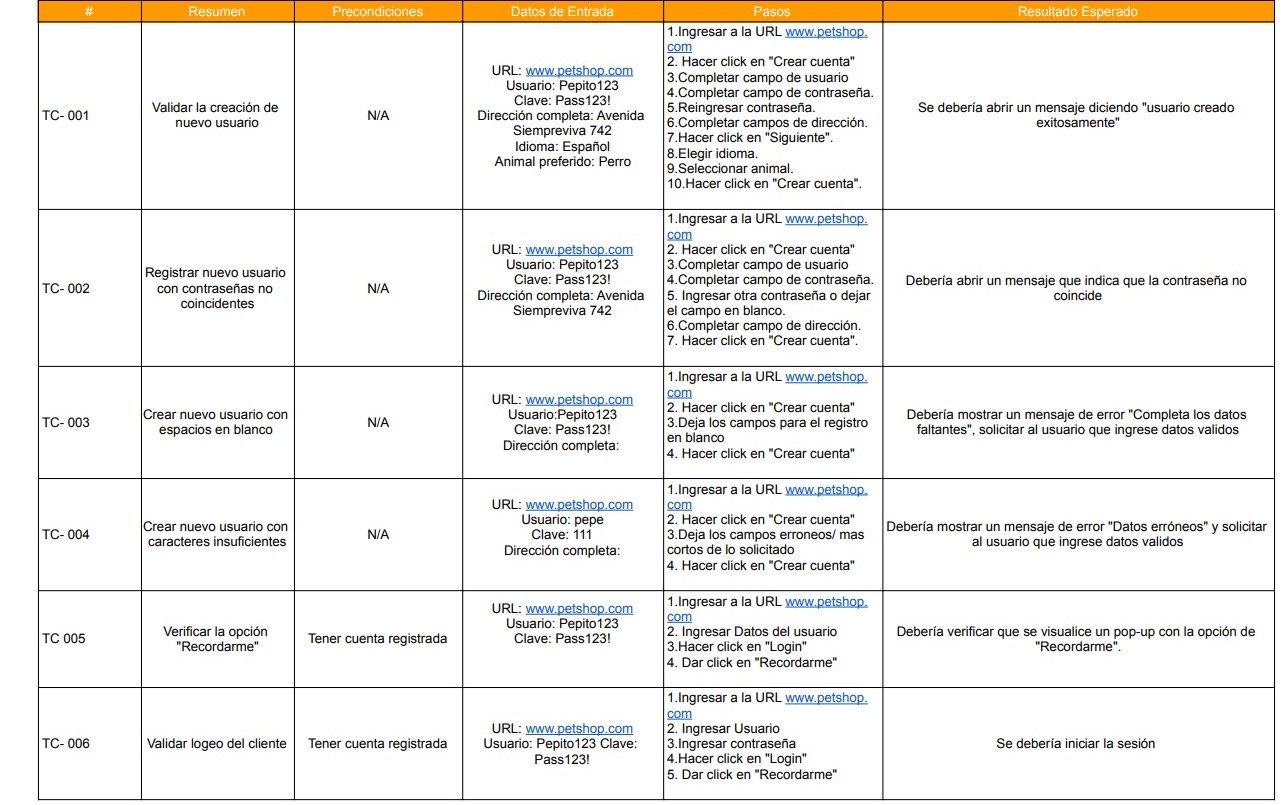 # Resumen Precondiciones Datos de Entrada Pasos Resultado Esperado
TC- 001
Validar la creación de
nuevo usuario
N/A
URL: www.petshop.com
Usuario: Pepito123
Clave: Pass123!
Dirección completa: Avenida
Siempreviva 742
Idioma: Español
Animal preferido: Perro
1.Ingresar a la URL www.petshop.
com
2. Hacer click en "Crear cuenta"
3.Completar campo de usuario
4.Completar campo de contraseña.
5.Reingresar contraseña.
6.Completar campos de dirección.
7.Hacer click en "Siguiente".
8.Elegir idioma.
9.Seleccionar animal.
10.Hacer click en "Crear cuenta".
Se debería abrir un mensaje diciendo "usuario creado
exitosamente"
TC- 002
Registrar nuevo usuario
con contraseñas no
coincidentes
N/A
URL: www.petshop.com
Usuario: Pepito123
Clave: Pass123!
Dirección completa: Avenida
Siempreviva 742
1.Ingresar a la URL www.petshop.
com
2. Hacer click en "Crear cuenta"
3.Completar campo de usuario
4.Completar campo de contraseña.
5. Ingresar otra contraseña o dejar
el campo en blanco.
6.Completar campo de dirección.
7. Hacer click en "Crear cuenta".
Debería abrir un mensaje que indica que la contraseña no
coincide
TC- 003
Crear nuevo usuario con
espacios en blanco
N/A
URL: www.petshop.com
Usuario:Pepito123
Clave: Pass123!
Dirección completa:
1.Ingresar a la URL www.petshop.
com
2. Hacer click en "Crear cuenta"
3.Deja los campos para el registro
en blanco
4. Hacer click en "Crear cuenta"
Debería mostrar un mensaje de error "Completa los datos
faltantes", solicitar al usuario que ingrese datos validos
TC- 004
Crear nuevo usuario con
caracteres insuficientes
N/A
URL: www.petshop.com
Usuario: pepe
Clave: 111
Dirección completa:
1.Ingresar a la URL www.petshop.
com
2. Hacer click en "Crear cuenta"
3.Deja los campos erroneos/ mas
cortos de lo solicitado
4. Hacer click en "Crear cuenta"
Debería mostrar un mensaje de error "Datos erróneos" y solicitar
al usuario que ingrese datos validos
TC 005
Verificar la opción
"Recordarme"
Tener cuenta registrada
URL: www.petshop.com
Usuario: Pepito123
Clave: Pass123!
1.Ingresar a la URL www.petshop.
com
2. Ingresar Datos del usuario
3.Hacer click en "Login"
4. Dar click en "Recordarme"
Debería verificar que se visualice un pop-up con la opción de
"Recordarme".
TC- 006
Validar logeo del cliente
Tener cuenta registrada
URL: www.petshop.com
Usuario: Pepito123 Clave:
Pass123!
1.Ingresar a la URL www.petshop.
com
2. Ingresar Usuario
3.Ingresar contraseña
4.Hacer click en "Login"
5. Dar click en "Recordarme"
Se debería iniciar la sesión